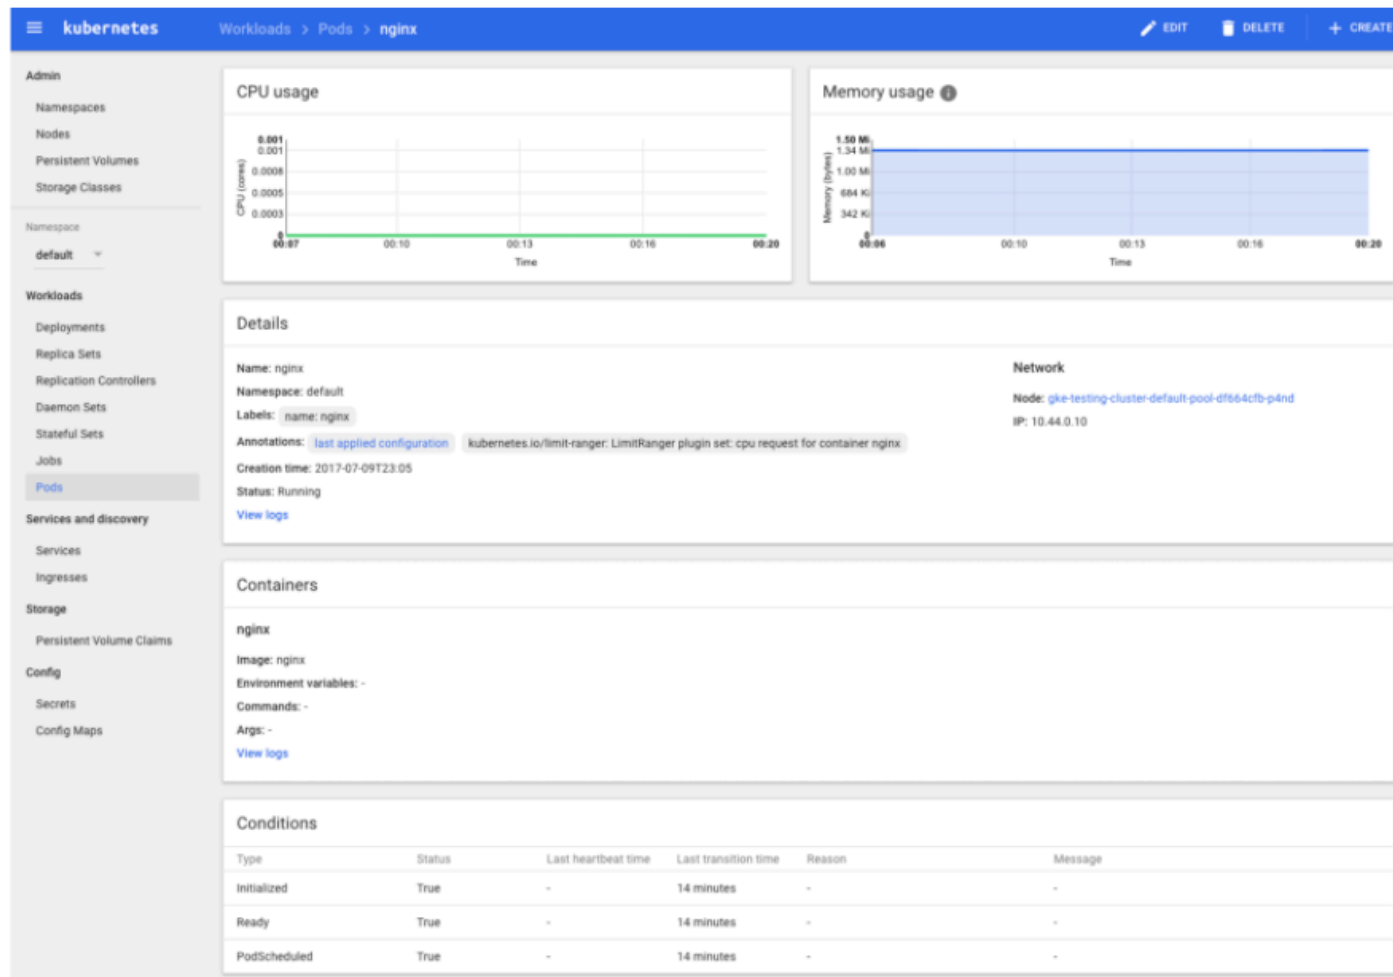 kubernetes
Workloads > Pods > nginx
EDIT
DELETE
+ CREATE
Admin
Namespaces
Nodes
Persistent Volumes
Storage Classes
Namespace
default
Workloads
Deployments
Replica Sets
Replication Controllers
Daemon Sets
Stateful Sets
Jobs
Pods
Services and discovery
Services
Ingresses
Storage
Persistent Volume Claims
Config
Secrets
Config Maps
CPU usage
CPU (cores)
0.001
0.001
0.0008
0.0005
0.0003
0
00:07 00:10 00:13 00:16 00:20
Time
Memory usage
Memory (bytes)
1.50 Mi
1.34 Mi
1.00 Mi
684 Ki
342 Ki
0
00:06 00:10 00:13 00:16 00:20
Time
Details
Name: nginx
Namespace: default
Labels: name: nginx
Annotations: last applied configuration kubernetes.io/limit-ranger: LimitRanger plugin set: cpu request for container nginx
Creation time: 2017-07-09T23:05
Status: Running
View logs
Network
Node: gke-testing-cluster-default-pool-df664cfb-p4nd
IP: 10.44.0.10
Containers
nginx
Image: nginx
Environment variables: -
Commands: -
Args: -
View logs
Conditions
Type Status Last heartbeat time Last transition time Reason Message
Initialized True - 14 minutes - -
Ready True - 14 minutes - -
PodScheduled True - 14 minutes - -